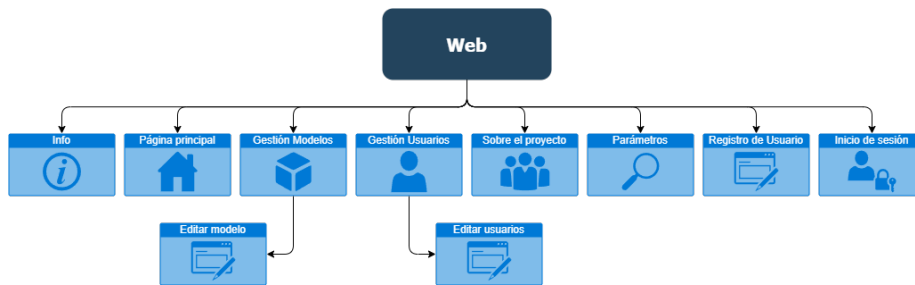 Web
Info
Página principal
Gestión Modelos
Gestión Usuarios
Sobre el proyecto
Parámetros
Registro de Usuario
Inicio de sesión
Editar modelo
Editar usuarios